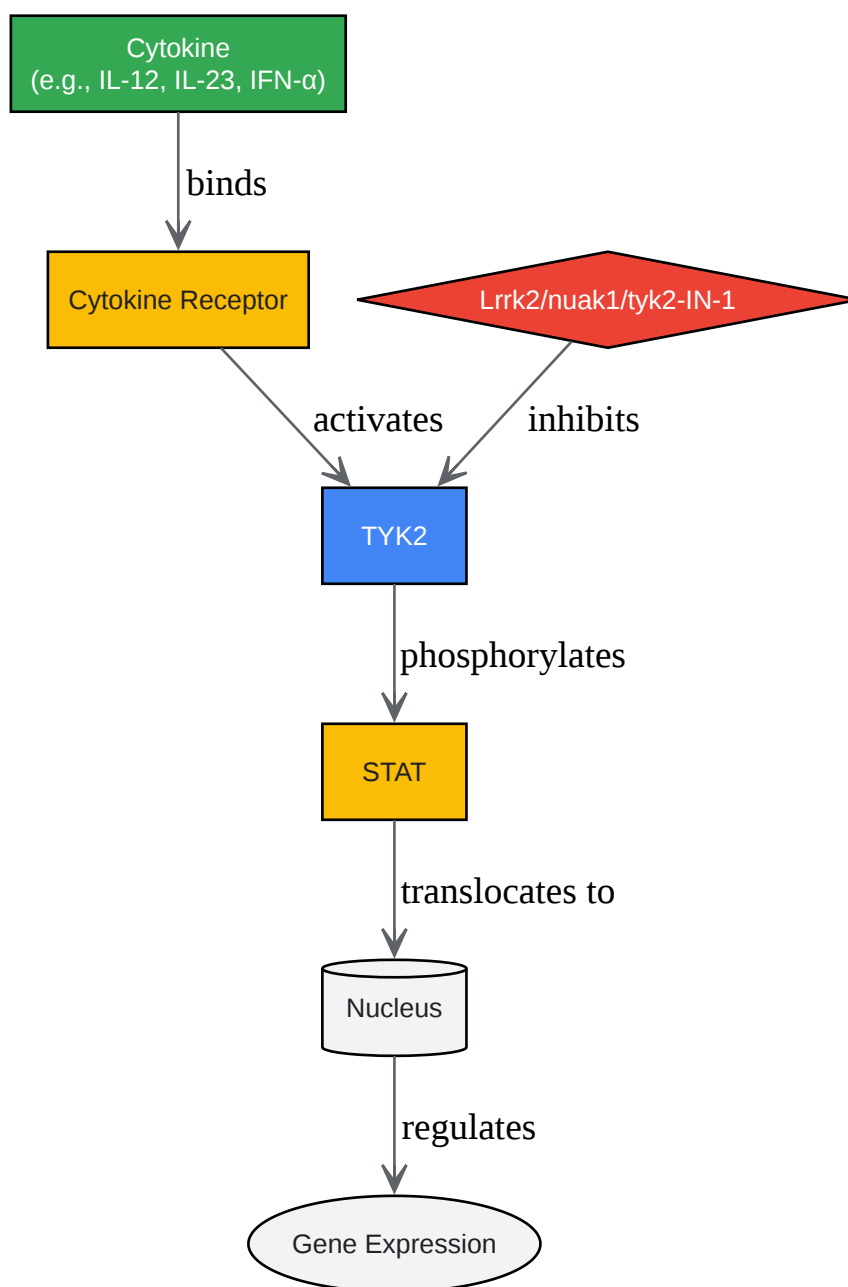 Cytokine
(e.g., IL-12, IL-23, IFN-α)
binds
Cytokine Receptor
Lrrk2/nuak1/tyk2-IN-1
activates
inhibits
TYK2
phosphorylates
STAT
translocates to
Nucleus
regulates
Gene Expression